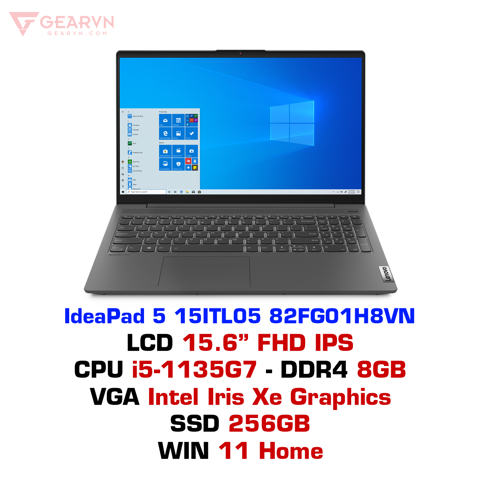 GEARVN
GEARVN.COM
Lenovo
IdeaPad 5 15ITL05 82FG01H8VN
LCD 15.6” FHD IPS
CPU i5-1135G7 - DDR4 8GB
VGA Intel Iris Xe Graphics
SSD 256GB
WIN 11 Home